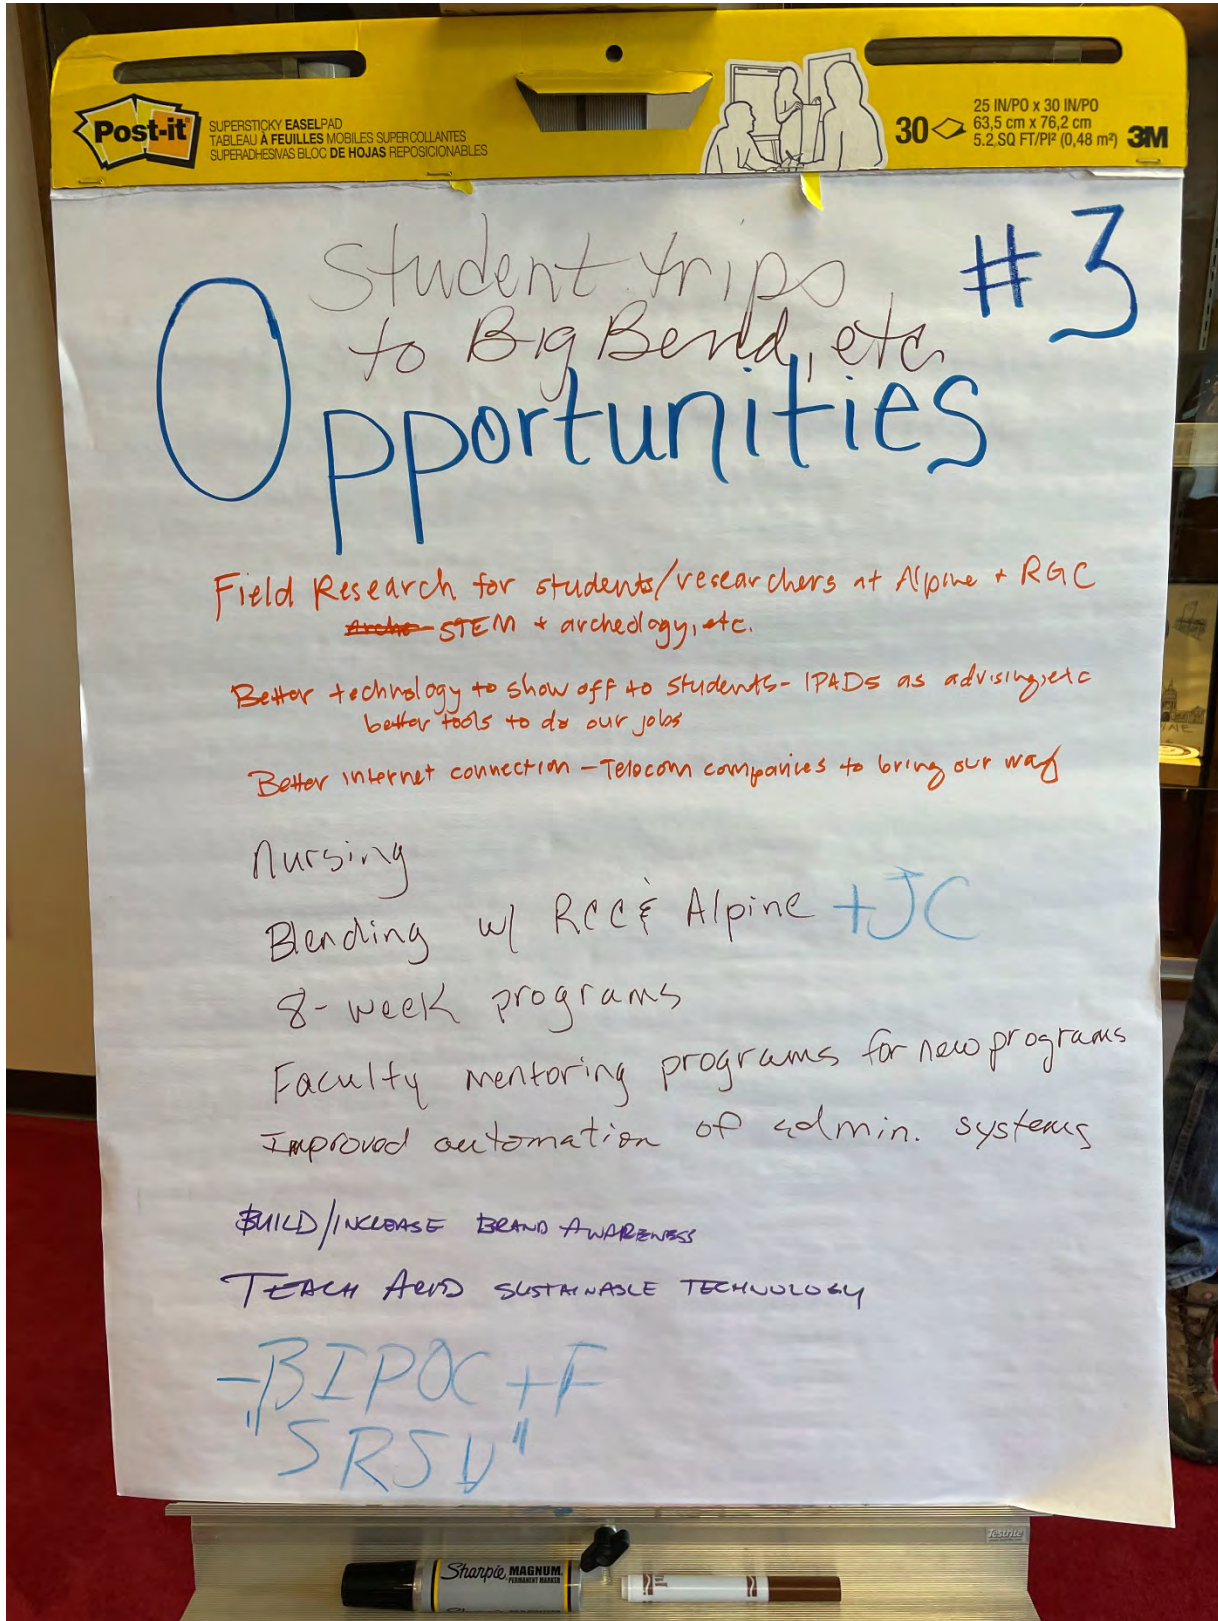 Post-it
SUPERSTICKY EASELPAD
TABLEAU À FEUILLES MOBILES SUPER COLLANTES
SUPERADHESIVAS BLOC DE HOJAS REPOSICIONABLES
30
25 IN/PO x 30 IN/PO
63,5 cm x 76,2 cm
5.2 SQ FT/PI² (0,48 m²)
3M
Student trips
#3
to Big Bend, etc.
Opportunities
Field Research for students/researchers at Alpine + RGC
STEM + archeology, etc.
Better technology to show off to students - IPADs as advising, etc
better tools to do our jobs
Better internet connection - Telecom companies to bring our way
Nursing
Blending w/ RCC & Alpine + JC
8-week programs
Faculty mentoring programs for new programs
Improved automation of admin. systems
BUILD/INCREASE BRAND AWARENESS
TEACH SUSTAINABLE TECHNOLOGY
- BIPOC + F
"SRSU"
Testrite
Sharpie MAGNUM
PERMANENT MARKER